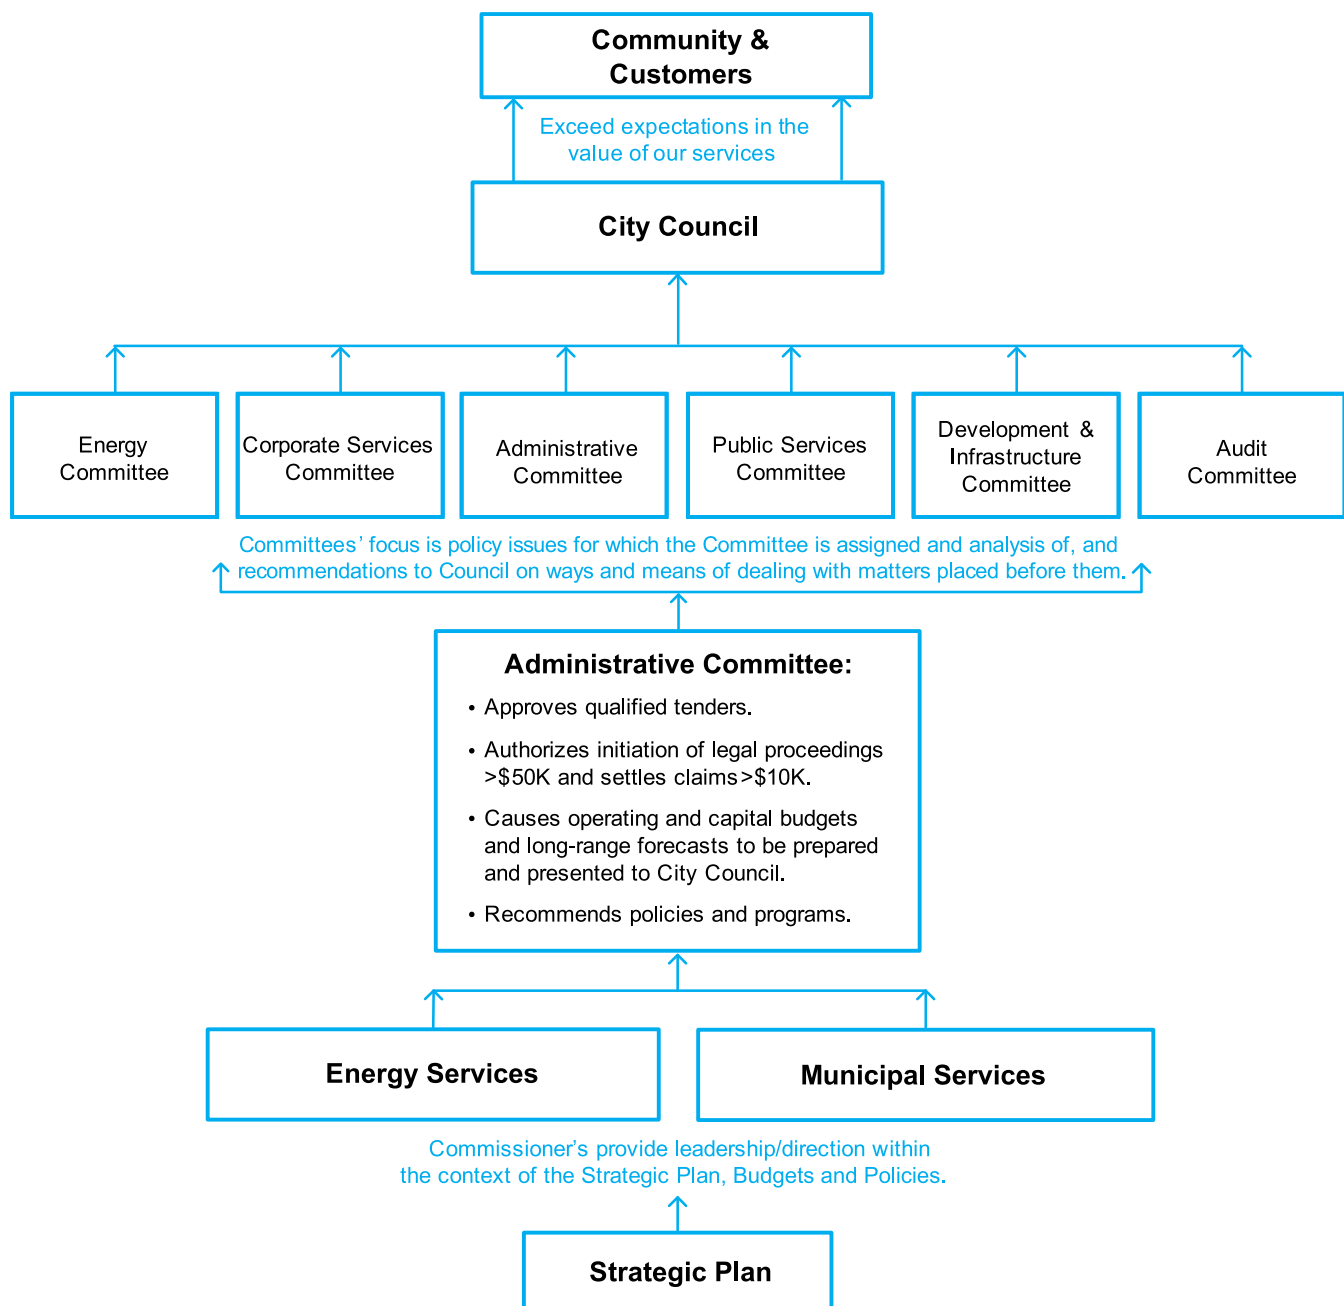 Community &
Customers
Exceed expectations in the
value of our services
City Council
Energy
Committee
Corporate Services
Committee
Administrative
Committee
Public Services
Committee
Development &
Infrastructure
Committee
Audit
Committee
Committees' focus is policy issues for which the Committee is assigned and analysis of, and
recommendations to Council on ways and means of dealing with matters placed before them.
Administrative Committee:
• Approves qualified tenders.
• Authorizes initiation of legal proceedings
>$50K and settles claims>$10K.
• Causes operating and capital budgets
and long-range forecasts to be prepared
and presented to City Council.
• Recommends policies and programs.
Energy Services
Municipal Services
Commissioner's provide leadership/direction within
the context of the Strategic Plan, Budgets and Policies.
Strategic Plan